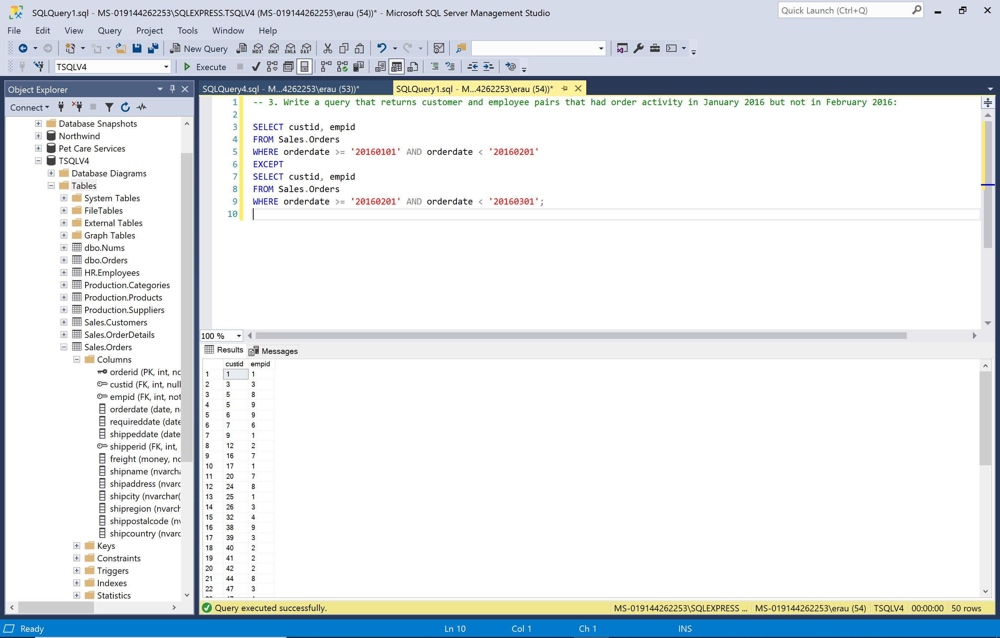 SQLQuery1.sql - MS-019144262253\SQLEXPRESS.TSQLV4 (MS-019144262253\erau (54))* - Microsoft SQL Server Management Studio
Quick Launch (Ctrl+Q)
File Edit View Query Project Tools Window Help
New Query MDX DMX XMLA DAX
TSQLV4 Execute
Object Explorer
Connect
Database Snapshots
Northwind
Pet Care Services
TSQLV4
Database Diagrams
Tables
System Tables
FileTables
External Tables
Graph Tables
dbo.Nums
dbo.Orders
HR.Employees
Production.Categories
Production.Products
Production.Suppliers
Sales.Customers
Sales.OrderDetails
Sales.Orders
Columns
orderid (PK, int, nc
custid (FK, int, null
empid (FK, int, not
orderdate (date, n
requireddate (date
shippeddate (date
shipperid (FK, int,
freight (money, nc
shipname (nvarcha
shipaddress (nvarc
shipcity (nvarchar(
shipregion (nvarch
shippostalcode (nv
shipcountry (nvarc
Keys
Constraints
Triggers
Indexes
Statistics
SQLQuery4.sql - M...4262253\erau (53))* SQLQuery1.sql - M...4262253\erau (54))*
1 -- 3. Write a query that returns customer and employee pairs that had order activity in January 2016 but not in February 2016:
2
3 SELECT custid, empid
4 FROM Sales.Orders
5 WHERE orderdate >= '20160101' AND orderdate < '20160201'
6 EXCEPT
7 SELECT custid, empid
8 FROM Sales.Orders
9 WHERE orderdate >= '20160201' AND orderdate < '20160301';
10
100 %
Results Messages
custid empid
1 1 1
2 3 3
3 5 8
4 5 9
5 6 9
6 7 6
7 9 1
8 12 2
9 16 7
10 17 1
11 20 7
12 24 8
13 25 1
14 26 3
15 32 4
16 38 9
17 39 3
18 40 2
19 41 2
20 42 2
21 44 8
22 47 3
Query executed successfully. MS-019144262253\SQLEXPRESS ... MS-019144262253\erau (54) TSQLV4 00:00:00 50 rows
Ready Ln 10 Col 1 Ch 1 INS